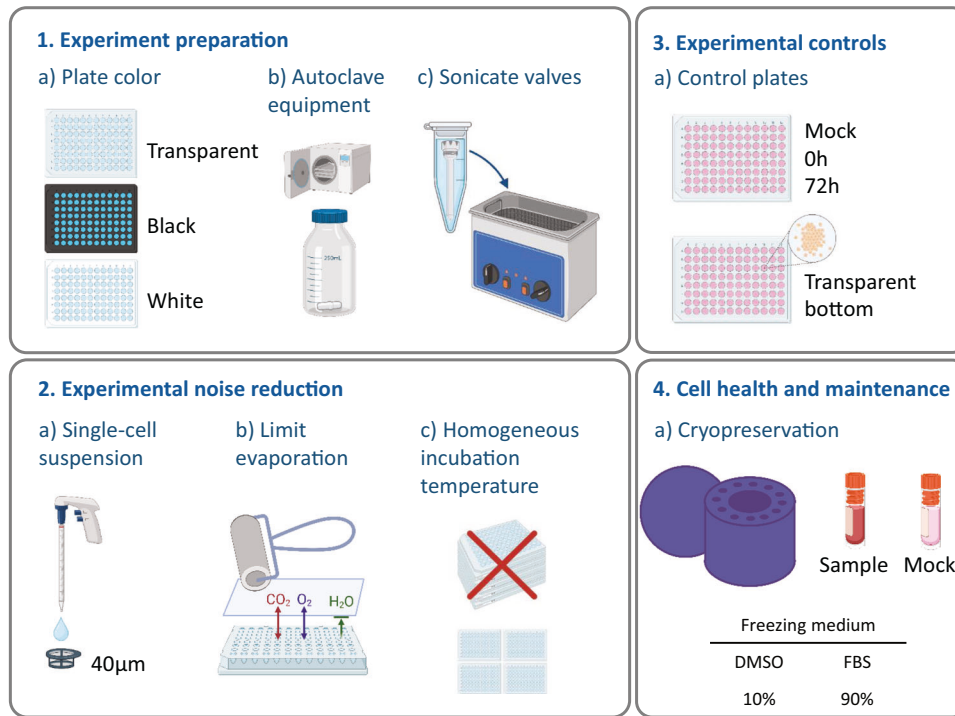 1. Experiment preparation
a) Plate color
Transparent
Black
White
b) Autoclave
equipment
250mL
c) Sonicate valves
3. Experimental controls
a) Control plates
Mock
0h
72h
Transparent
bottom
2. Experimental noise reduction
a) Single-cell
suspension
40µm
b) Limit
evaporation
CO₂ O₂ H₂O
c) Homogeneous
incubation
temperature
4. Cell health and maintenance
a) Cryopreservation
Sample Mock
Freezing medium
DMSO FBS
10% 90%